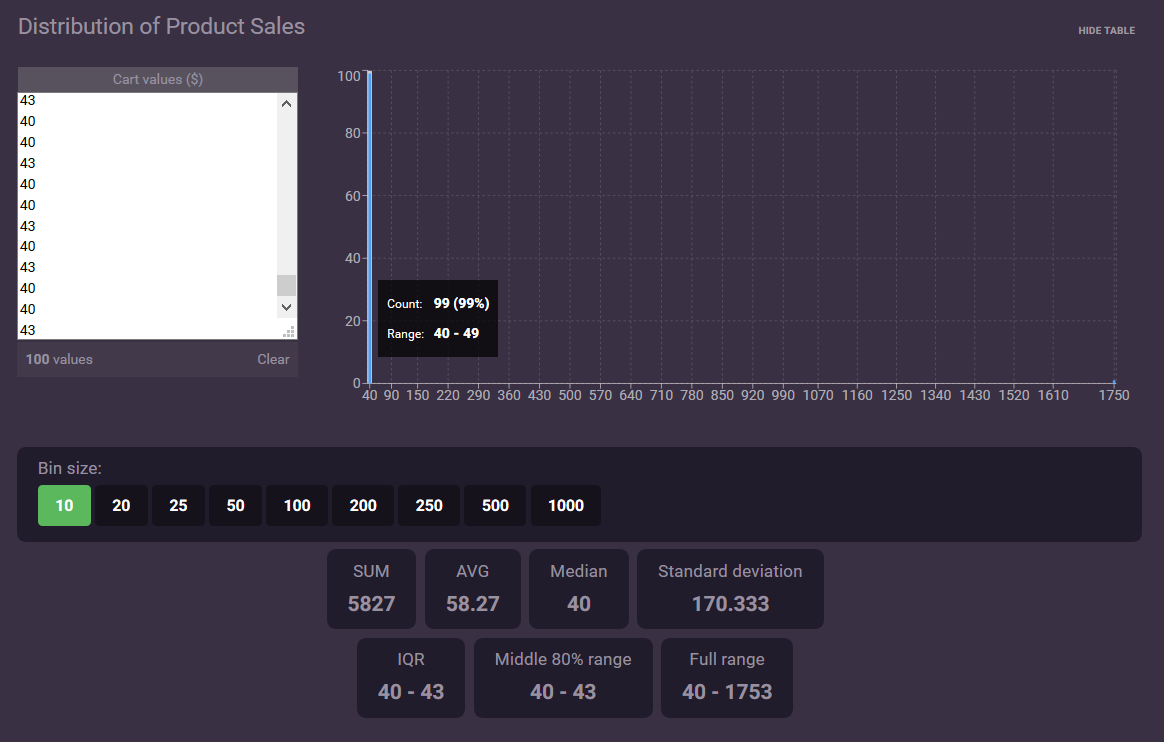 Distribution of Product Sales
HIDE TABLE
Cart values ($)
43
40
40
43
40
40
43
40
43
40
40
43
100 values Clear
100
80
60
40
20
0
Count: 99 (99%)
Range: 40 - 49
40 90 150 220 290 360 430 500 570 640 710 780 850 920 990 1070 1160 1250 1340 1430 1520 1610 1750
Bin size:
10 20 25 50 100 200 250 500 1000
SUM AVG Median Standard deviation
5827 58.27 40 170.333
IQR Middle 80% range Full range
40 - 43 40 - 43 40 - 1753